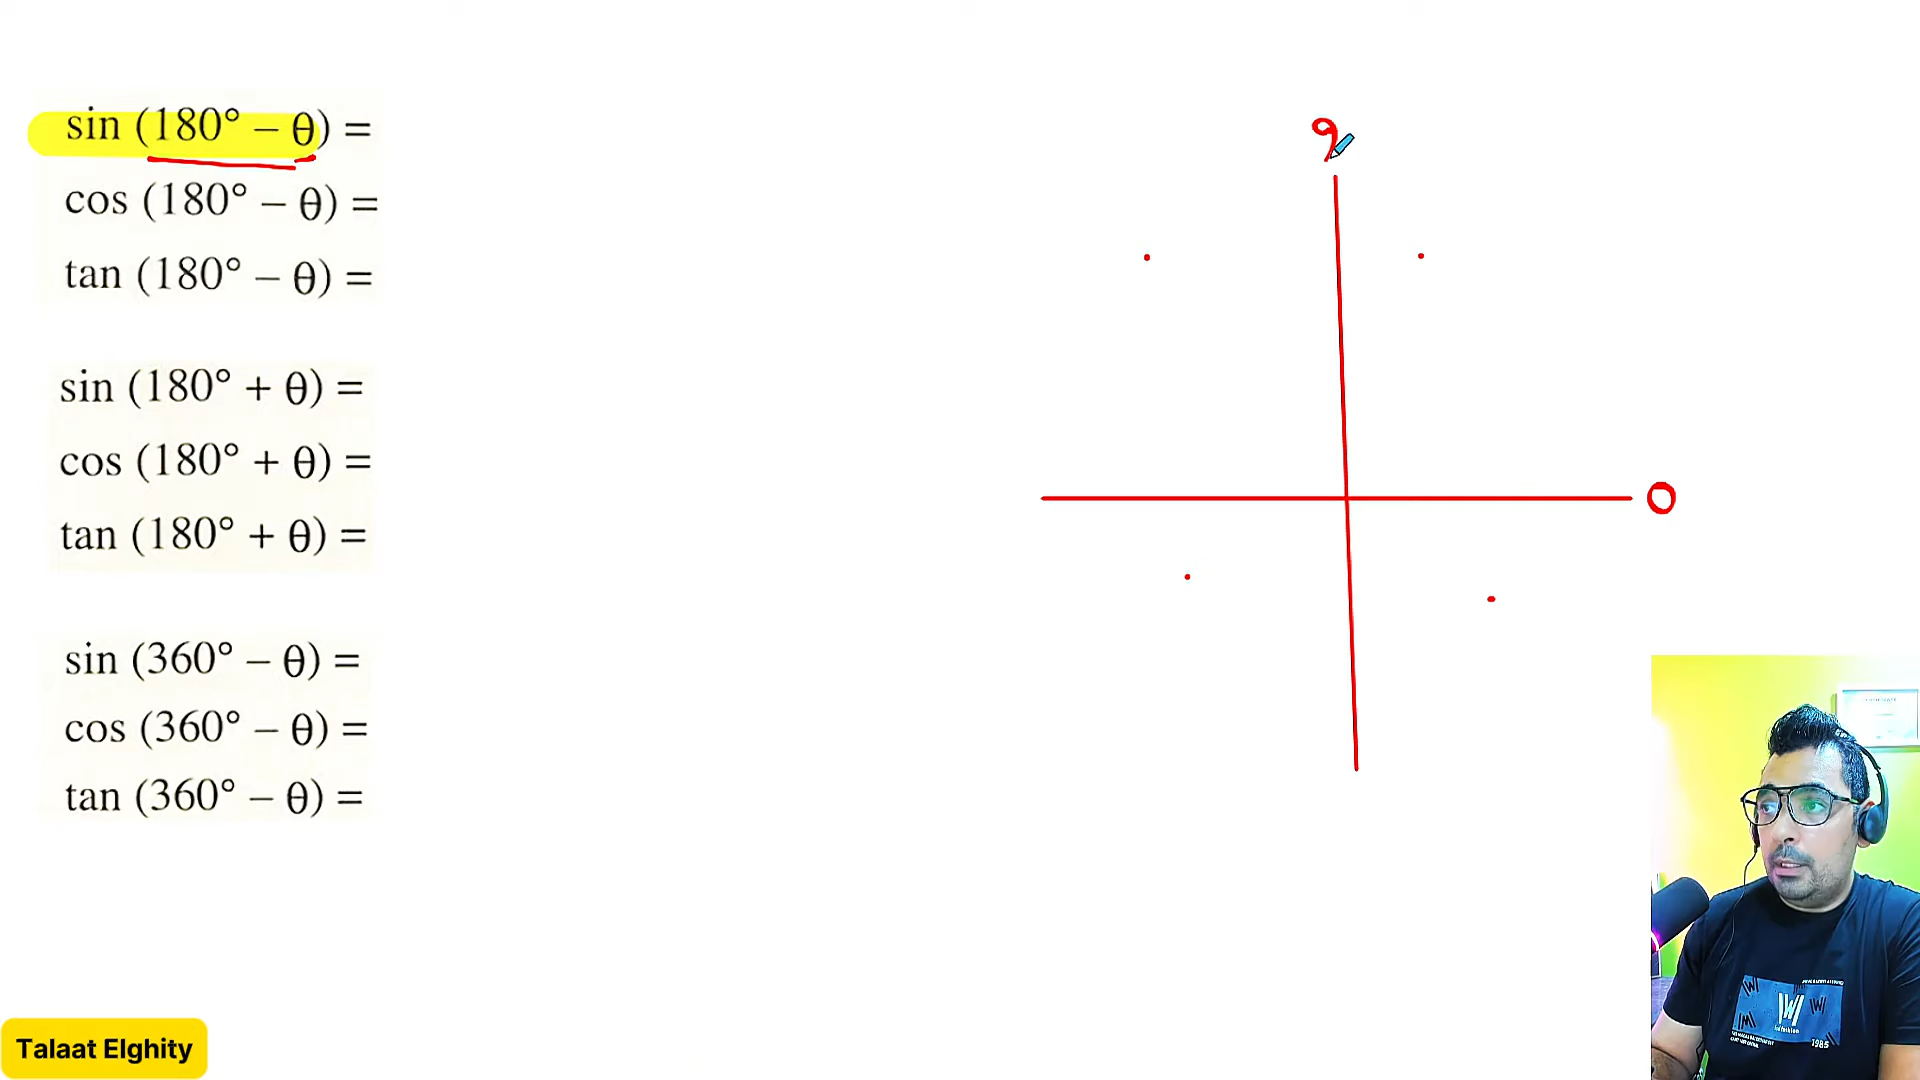 sin (180° – θ) =
cos (180° – θ) =
tan (180° – θ) =
sin (180° + θ) =
cos (180° + θ) =
tan (180° + θ) =
sin (360° – θ) =
cos (360° – θ) =
tan (360° – θ) =
9
0
Talaat Elghity
1985